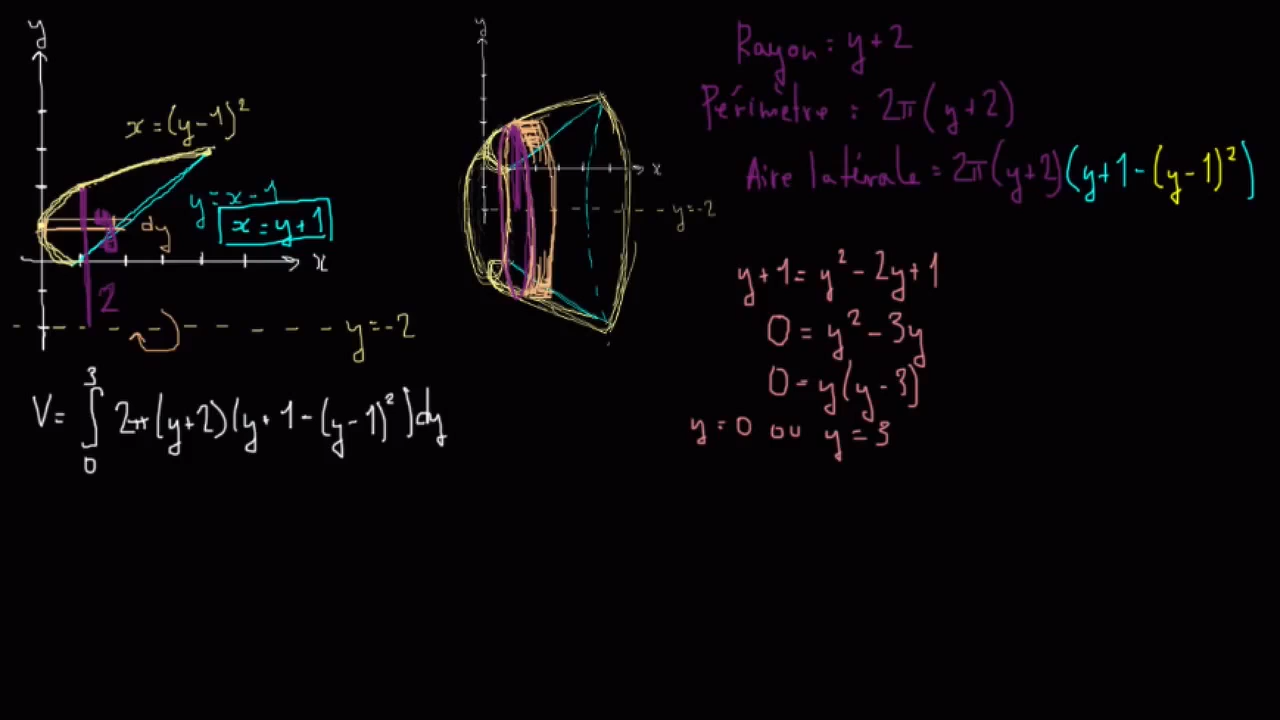 y
x = (y-1)²
y = x - 1
x = y+1
y
dy
x
2
y = -2
V = ∫₀³ 2π(y+2)(y+1-(y-1)²)dy
y
x
y = -2
Rayon = y+2
Périmètre = 2π(y+2)
Aire latérale = 2π(y+2)(y+1-(y-1)²)
y+1 = y² - 2y+1
0 = y² - 3y
0 = y(y-3)
y = 0 ou y = 3